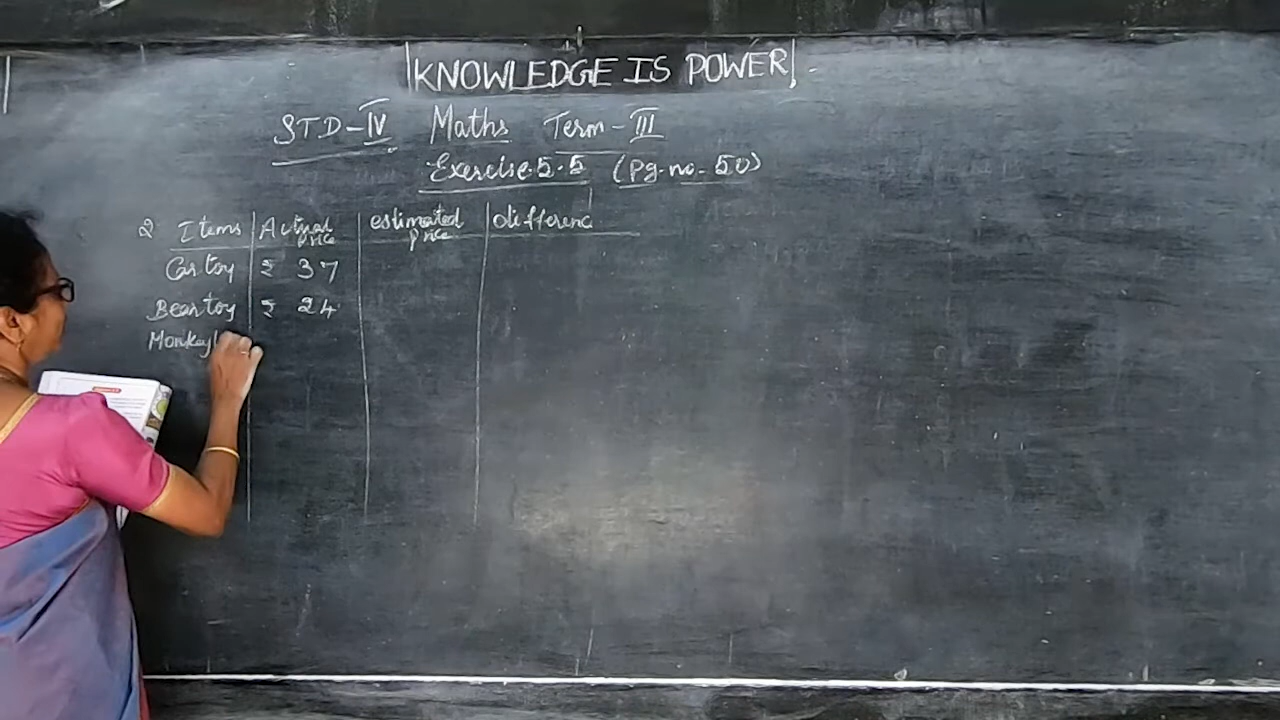 KNOWLEDGE IS POWER
STD-IV Maths Term-III
Exercise.5.5 (Pg.no. 50)
2 Items Actual price estimated price differenc
Car toy ₹ 37
Bear toy ₹ 24
Monkey